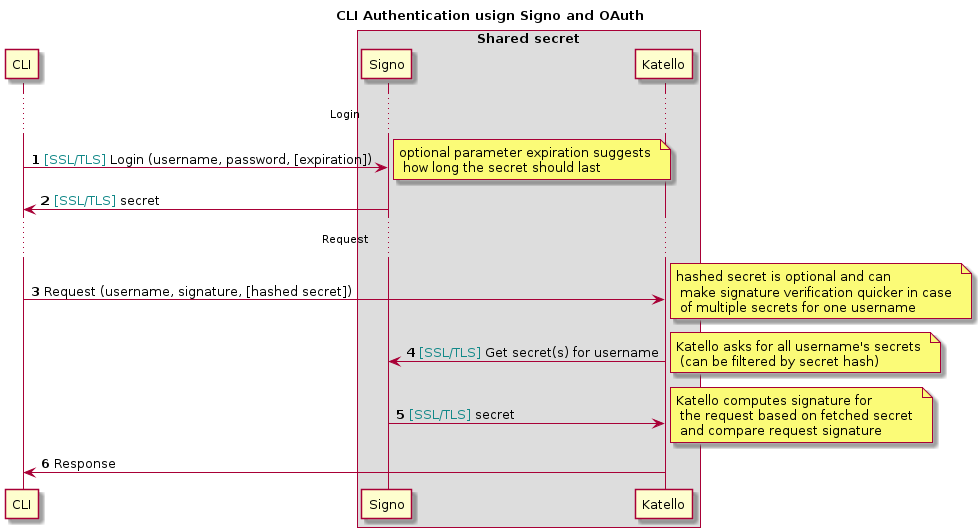 CLI Authentication usign Signo and OAuth
Shared secret
CLI
Signo
Katello
Login
1 [SSL/TLS] Login (username, password, [expiration])
optional parameter expiration suggests
how long the secret should last
2 [SSL/TLS] secret
Request
3 Request (username, signature, [hashed secret])
hashed secret is optional and can
make signature verification quicker in case
of multiple secrets for one username
4 [SSL/TLS] Get secret(s) for username
Katello asks for all username's secrets
(can be filtered by secret hash)
5 [SSL/TLS] secret
Katello computes signature for
the request based on fetched secret
and compare request signature
6 Response
CLI
Signo
Katello